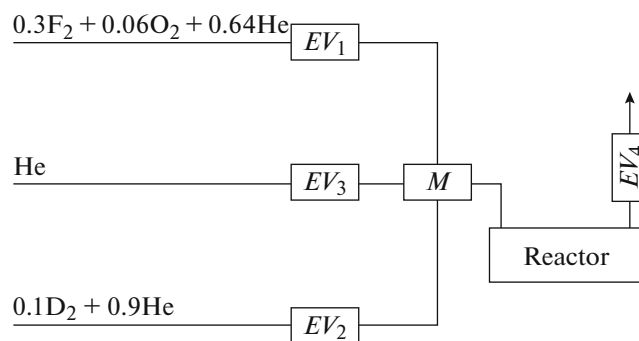 0.3F₂ + 0.06O₂ + 0.64He
EV₁
He
EV₃
M
EV₄
Reactor
0.1D₂ + 0.9He
EV₂